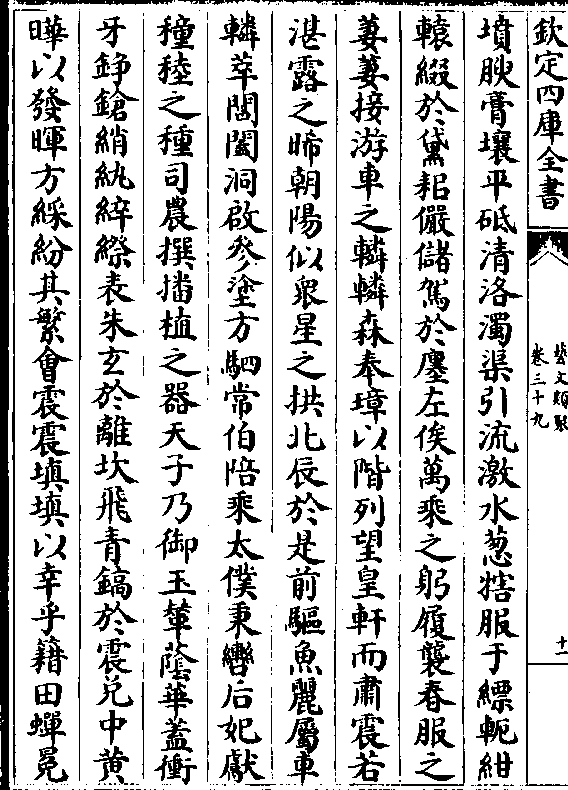 欽定四庫全書
藝文類聚
卷三十九
十一
墳腴膏壤平砥清洛濁渠引流激水葱犗服于縹軛紺
轅綴於黛耜儼儲駕於廛左俟萬乗之躬履襲春服之
萋萋接游車之轔轔森奉璋以階列望皇軒而肅震若
湛露之晞朝陽似衆星之拱北辰於是前驅魚麗屬車
轔萃閶闔洞啟參塗方駟常伯陪乘太僕秉轡后妃獻
穜稑之種司農撰播植之器天子乃御玉輦蔭華蓋衝
牙錚鎗綃紈綷縩表朱玄於離坎飛青縞於震兑中黄
曄以發暉方綵紛其繁會震震填填以幸乎籍田蟬冕